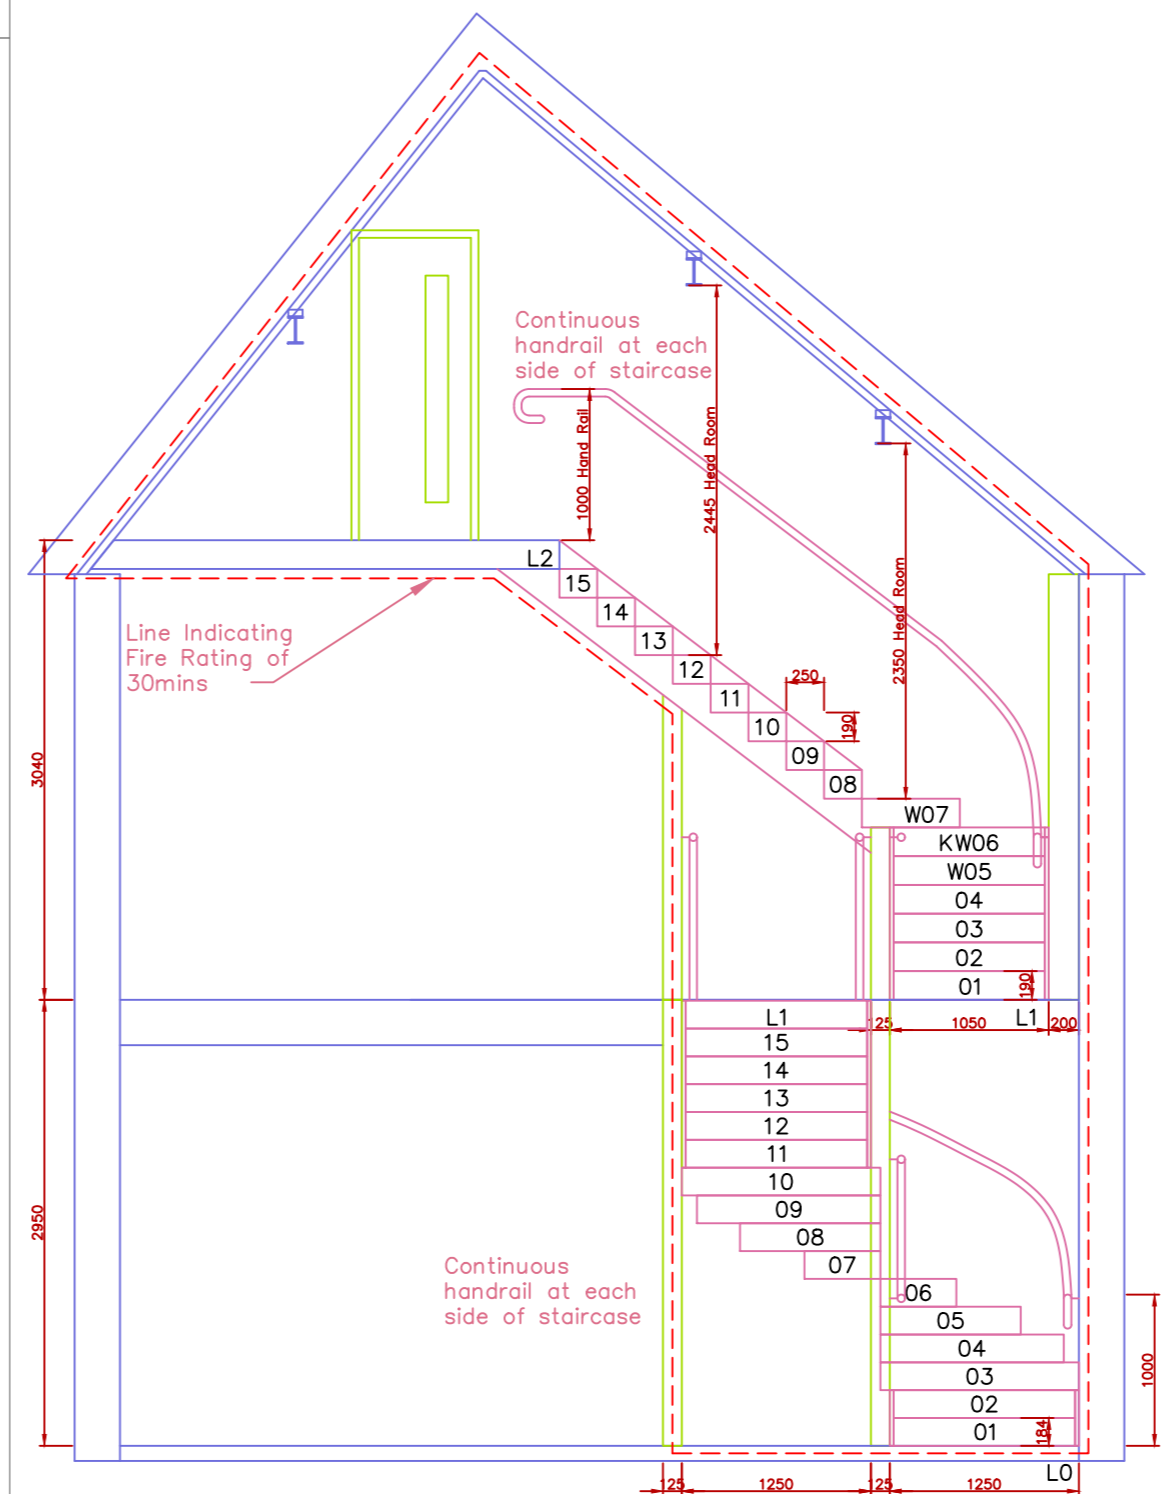 Continuous
handrail at each
side of staircase
1000 Hand Rail
2445 Head Room
2350 Head Room
L2
15
14
13
12
11
10
09
08
250
190
W07
KW06
W05
04
03
02
01
190
Line Indicating
Fire Rating of
30mins
3040
L1
125
1050
L1
200
15
14
13
12
11
10
09
08
07
06
05
04
03
02
01
184
2950
Continuous
handrail at each
side of staircase
1000
L0
125
1250
125
1250